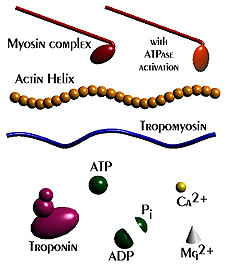 Myosin complex
with
ATPase
activation
Actin Helix
Tropomyosin
ATP
Ca2+
Pi
Troponin
ADP
Mg2+